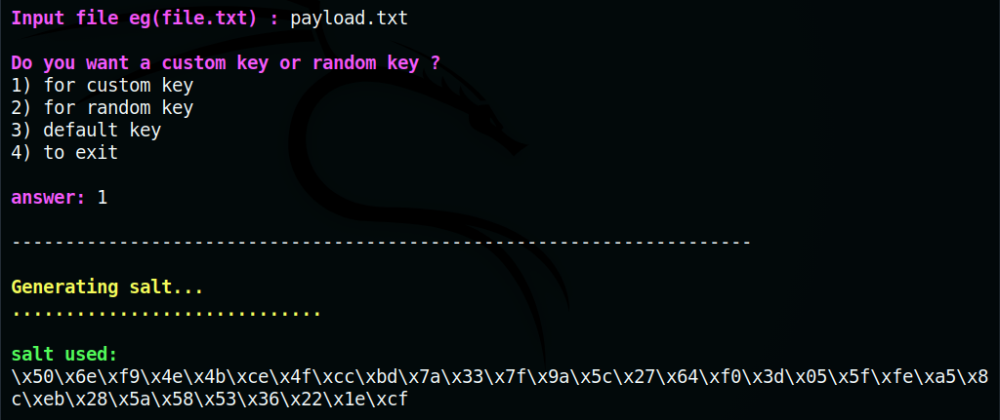 Input file eg(file.txt) : payload.txt
Do you want a custom key or random key ?
1) for custom key
2) for random key
3) default key
4) to exit
answer: 1
---------------------------------------------------------------------
Generating salt...
.............................
salt used:
\x50\x6e\xf9\x4e\x4b\xce\x4f\xcc\xbd\x7a\x33\x7f\x9a\x5c\x27\x64\xf0\x3d\x05\x5f\xfe\xa5\x8
c\xeb\x28\x5a\x58\x53\x36\x22\x1e\xcf